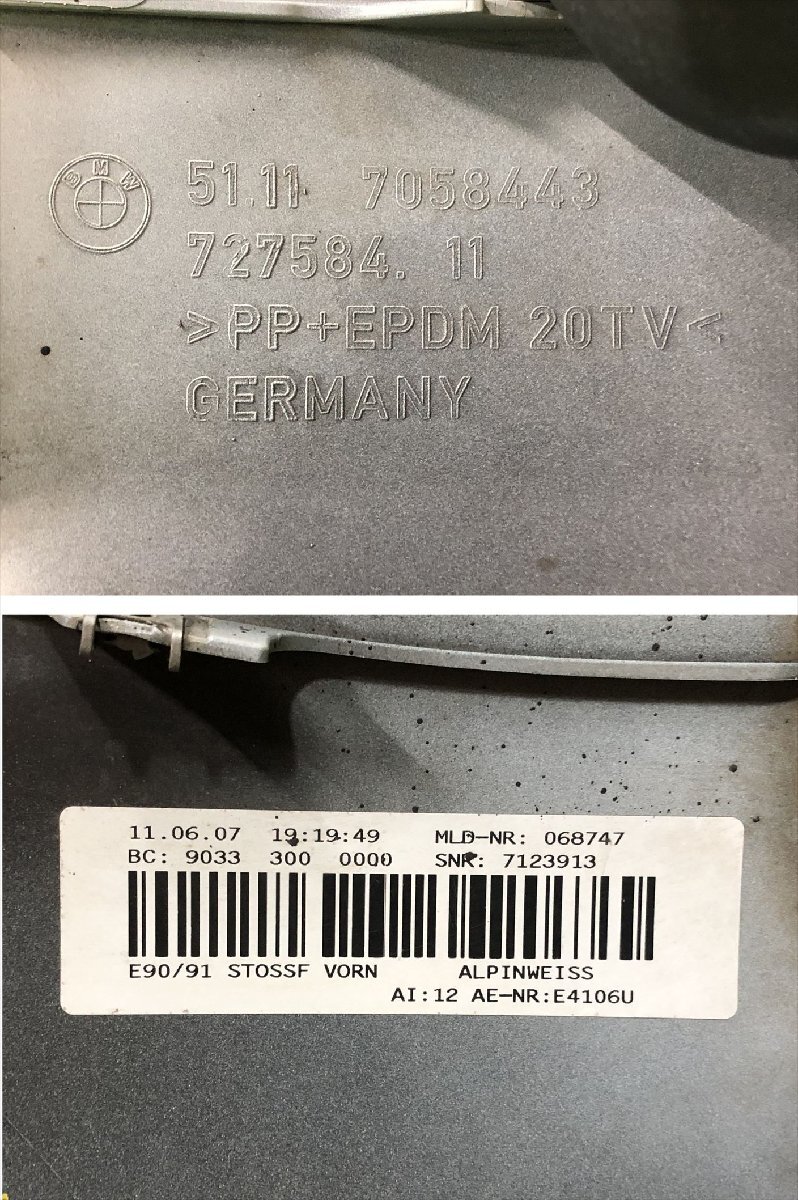 BMW
51.11 7058443
727584. 11
>PP+EPDM 20TV<
GERMANY
11.06.07 19:19:49 MLD-NR: 068747
BC: 9033 300 0000 SNR: 7123913
E90/91 STOSSF VORN ALPINWEISS
AI:12 AE-NR:E4106U